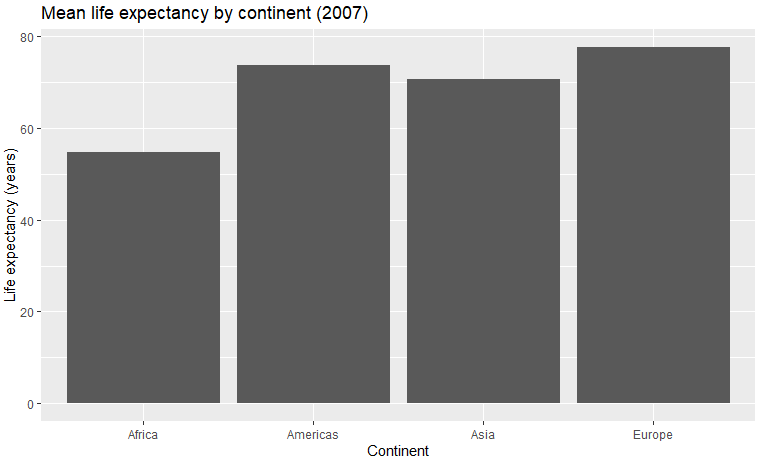 Mean life expectancy by continent (2007)
Life expectancy (years)
80
60
40
20
0
Africa Americas Asia Europe
Continent